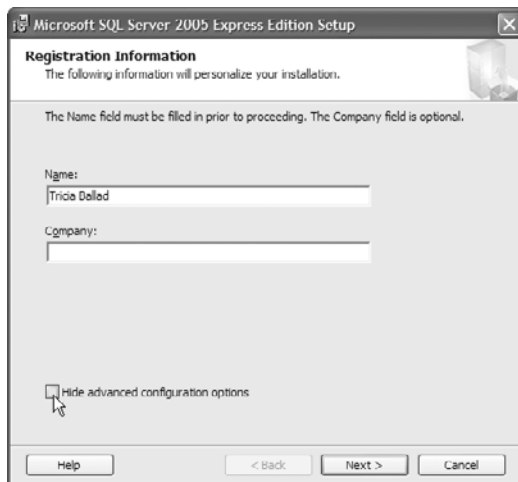 Microsoft SQL Server 2005 Express Edition Setup
Registration Information
The following information will personalize your installation.
The Name field must be filled in prior to proceeding. The Company field is optional.
Name:
Tricia Ballad
Company:
Hide advanced configuration options
Help
< Back
Next >
Cancel